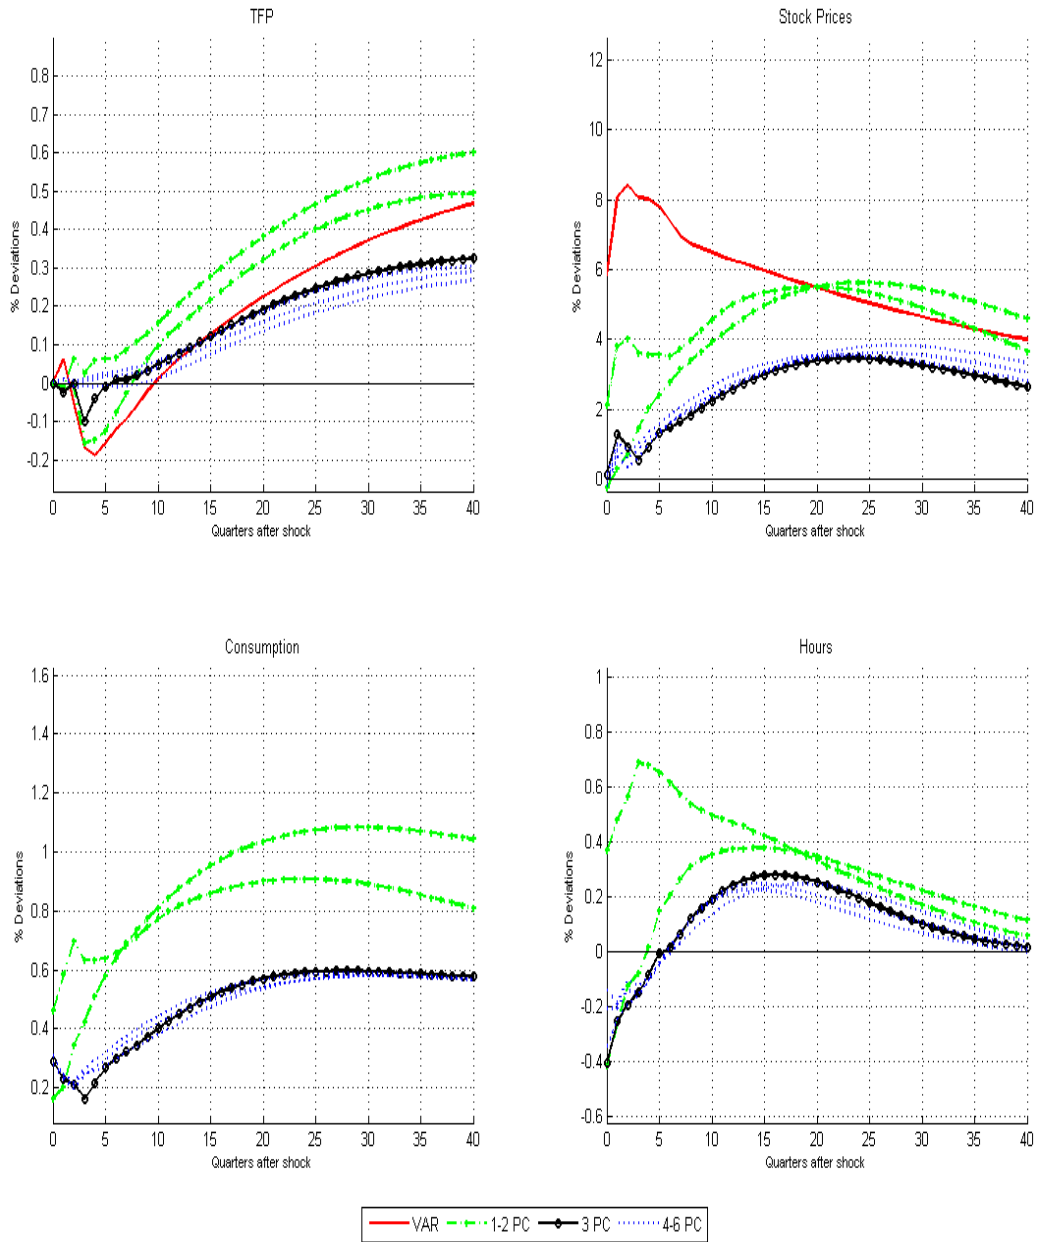 TFP
% Deviations
0.8
0.7
0.6
0.5
0.4
0.3
0.2
0.1
0
-0.1
-0.2
0 5 10 15 20 25 30 35 40
Quarters after shock
Stock Prices
% Deviations
12
10
8
6
4
2
0
0 5 10 15 20 25 30 35 40
Quarters after shock
Consumption
% Deviations
1.6
1.4
1.2
1
0.8
0.6
0.4
0.2
0 5 10 15 20 25 30 35 40
Quarters after shock
Hours
% Deviations
1
0.8
0.6
0.4
0.2
0
-0.2
-0.4
-0.6
0 5 10 15 20 25 30 35 40
Quarters after shock
VAR 1-2 PC 3 PC 4-6 PC